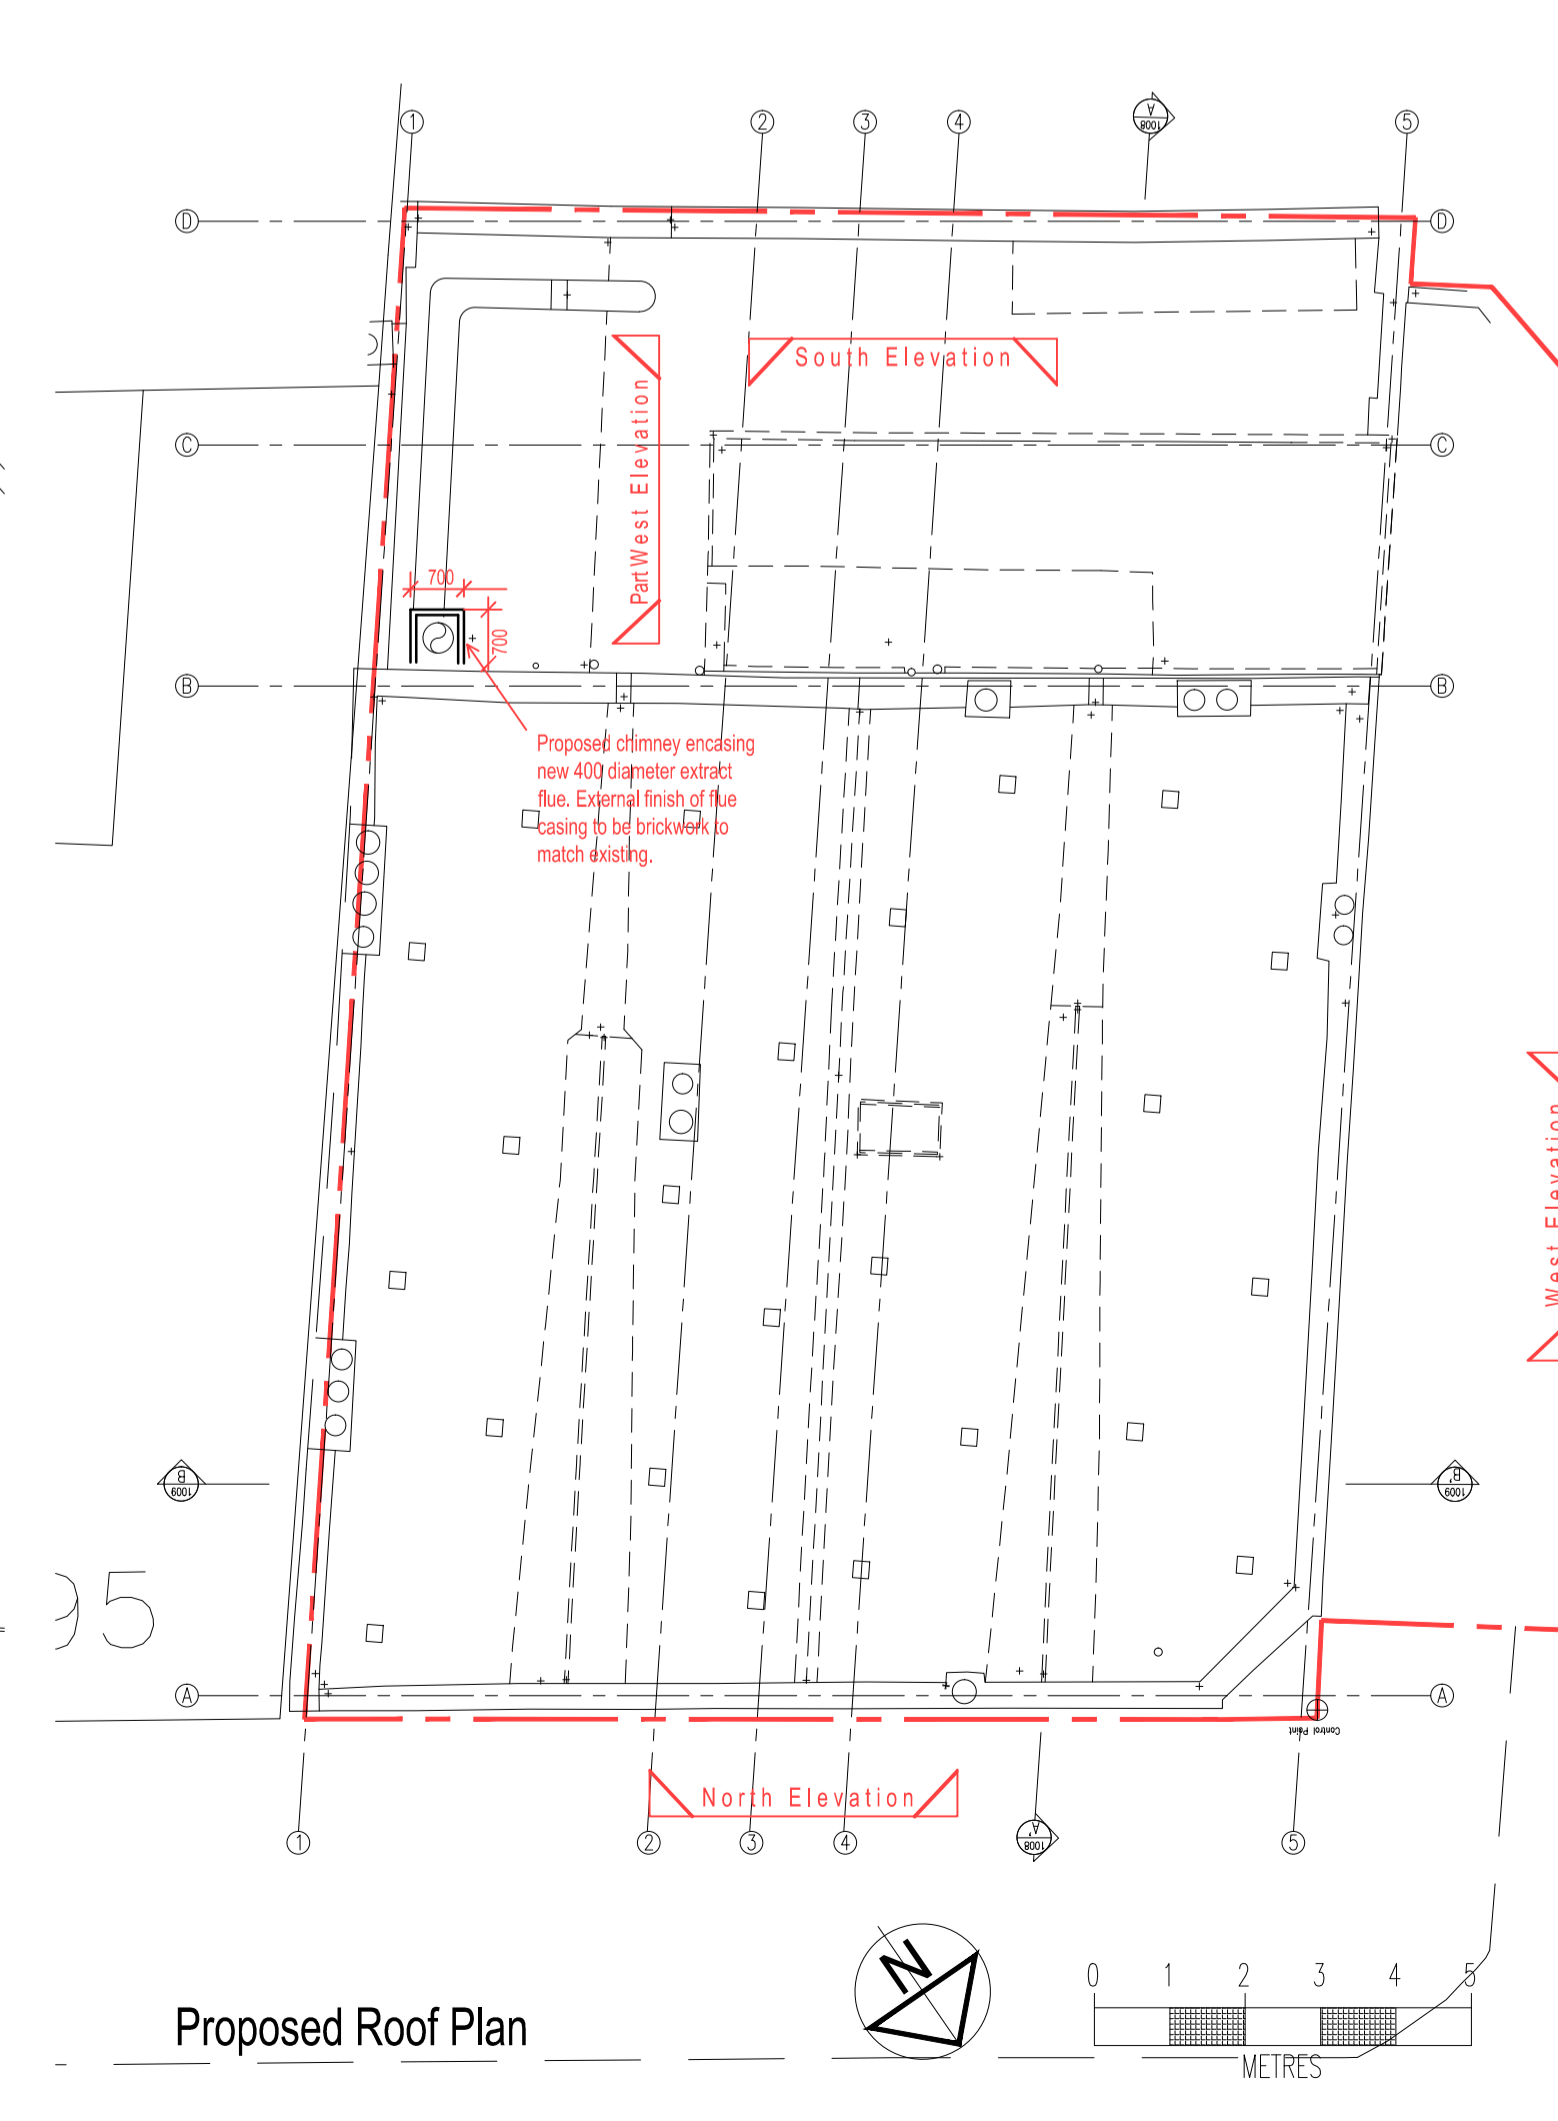 1
2
3
4
A
1008
5
D
D
South Elevation
Part West Elevation
C
C
700
700
B
B
Proposed chimney encasing
new 400 diameter extract
flue. External finish of flue
casing to be brickwork to
match existing.
West Elevation
B
1009
B'
1009
95
A
A
Control Point
North Elevation
1
2
3
4
A'
1008
5
N
0 1 2 3 4 5
METRES
Proposed Roof Plan